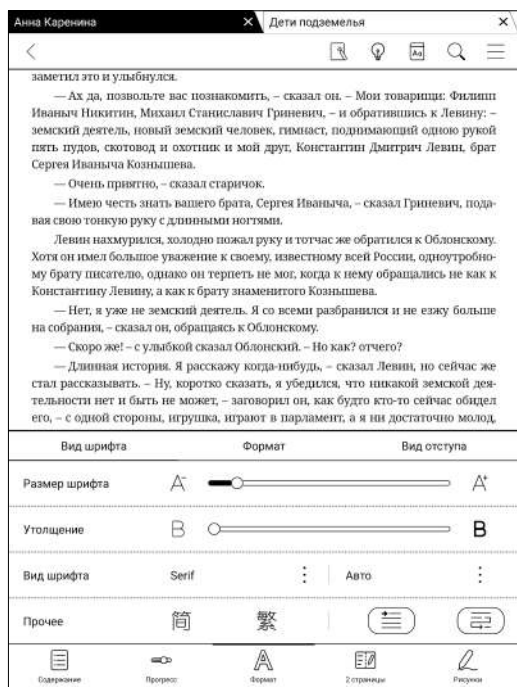 Анна Каренина × Дети подземелья ×
Aa
заметил это и улыбнулся.
— Ах да, позвольте вас познакомить, – сказал он. – Мои товарищи: Филипп
Иваныч Никитин, Михаил Станиславич Гриневич, – и обратившись к Левину: –
земский деятель, новый земский человек, гимнаст, поднимающий одною рукой
пять пудов, скотовод и охотник и мой друг, Константин Дмитрич Левин, брат
Сергея Иваныча Кознышева.
— Очень приятно, – сказал старичок.
— Имею честь знать вашего брата, Сергея Иваныча, – сказал Гриневич, пода-
вая свою тонкую руку с длинными ногтями.
Левин нахмурился, холодно пожал руку и тотчас же обратился к Облонскому.
Хотя он имел большое уважение к своему, известному всей России, одноутробно-
му брату писателю, однако он терпеть не мог, когда к нему обращались не как к
Константину Левину, а как к брату знаменитого Кознышева.
— Нет, я уже не земский деятель. Я со всеми разбранился и не езжу больше
на собрания, – сказал он, обращаясь к Облонскому.
— Скоро же! – с улыбкой сказал Облонский. – Но как? отчего?
— Длинная история. Я расскажу когда-нибудь, – сказал Левин, но сейчас же
стал рассказывать. – Ну, коротко сказать, я убедился, что никакой земской дея-
тельности нет и быть не может, – заговорил он, как будто кто-то сейчас обидел
его, – с одной стороны, игрушка, играют в парламент, а я ни достаточно молод,
Вид шрифта Формат Вид отступа
Размер шрифта A- A+
Утолщение B B
Вид шрифта Serif Авто
Прочее 简 繁
Содержание Прогресс Формат 2 страницы Рисунки